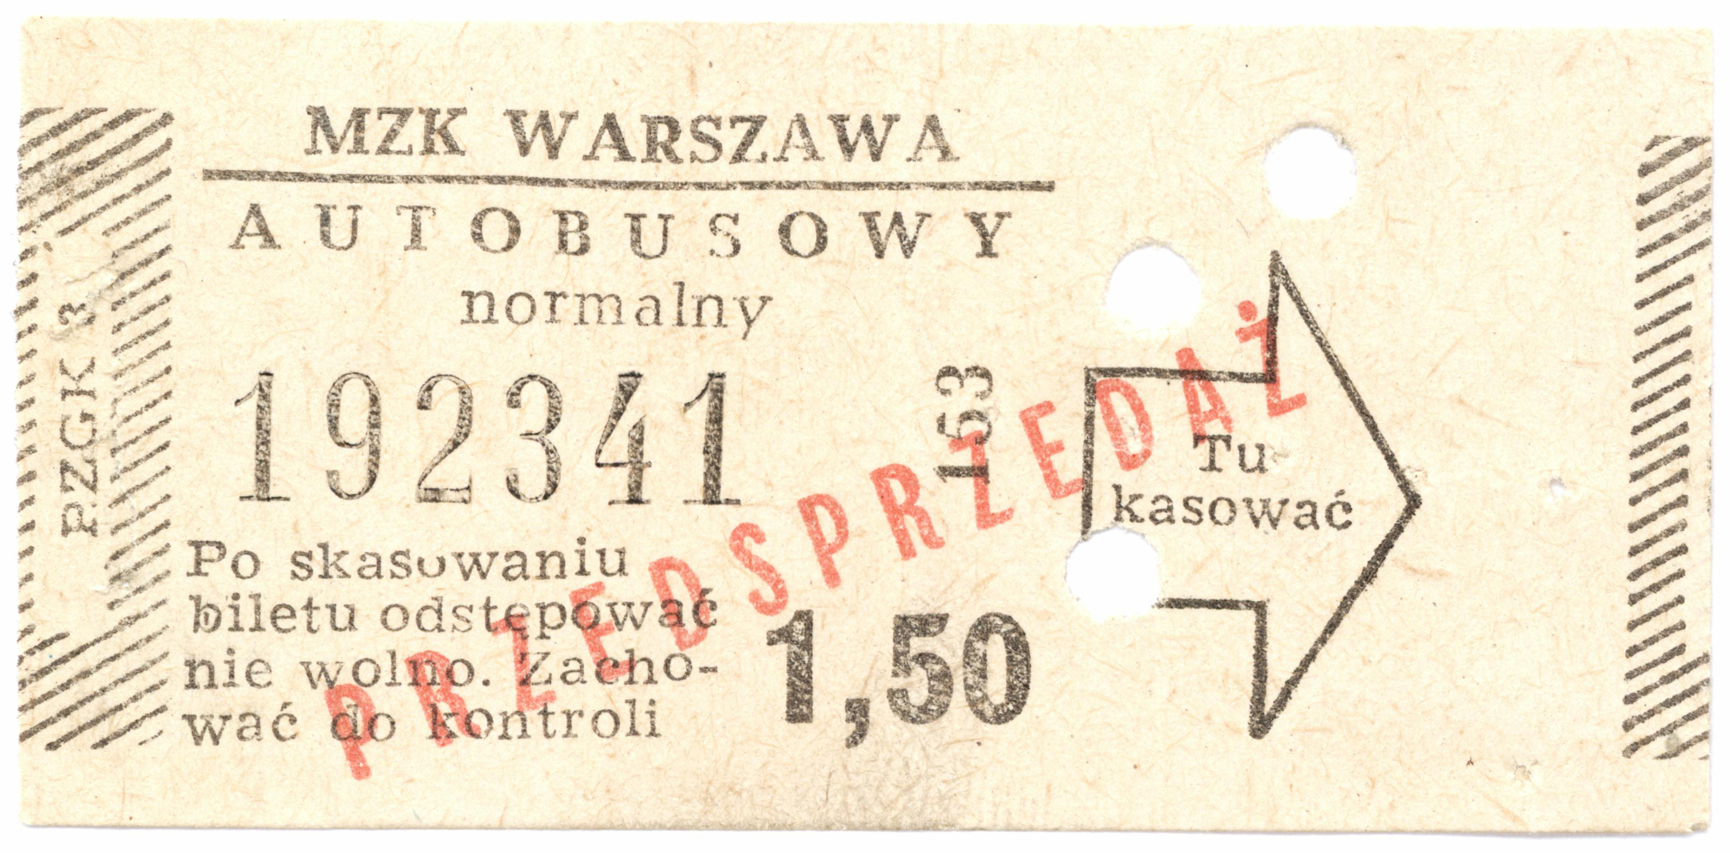 MZK WARSZAWA
AUTOBUSOWY
normalny
PZGK 3
192341
163
Tu
kasować
Po skasowaniu
biletu odstępować
nie wolno. Zacho-
wać do kontroli
1,50
PRZEDSPRZEDAŻ